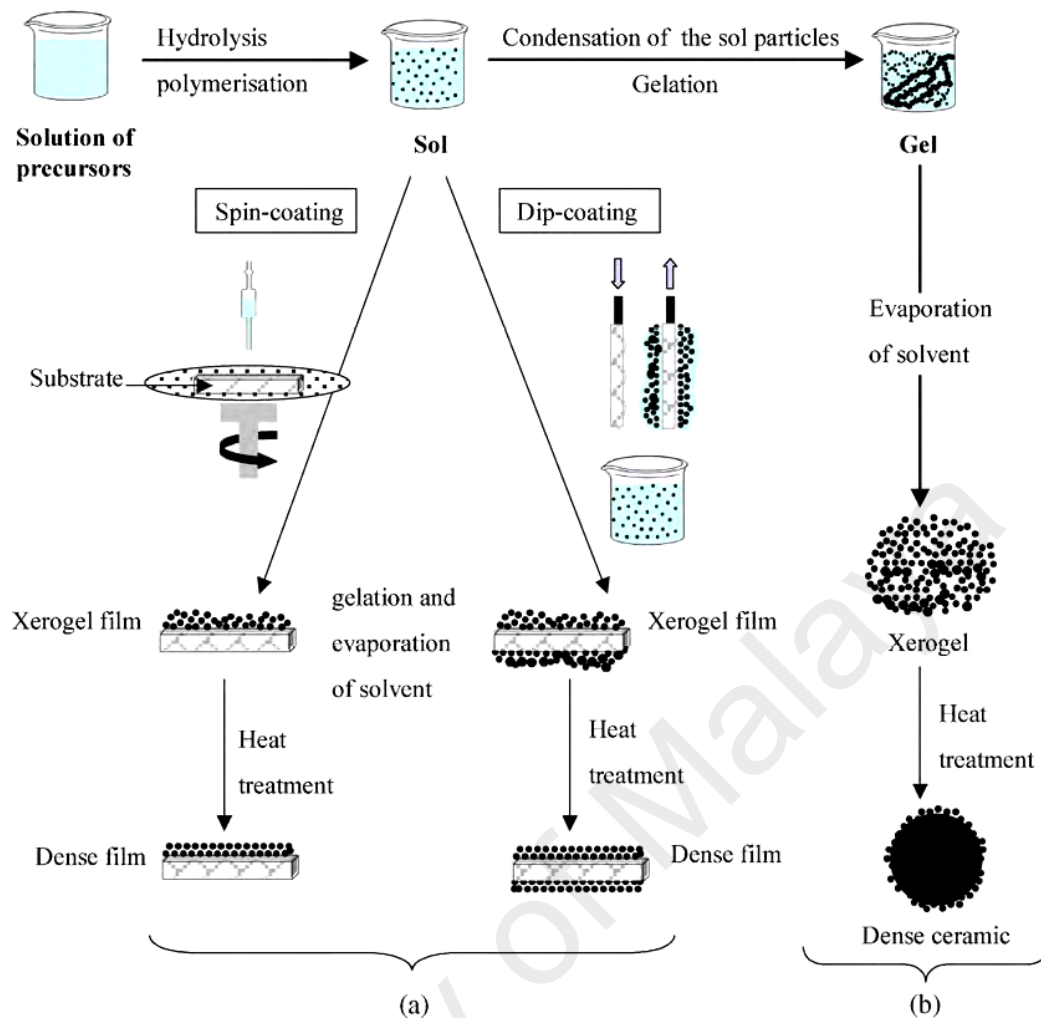 Hydrolysis
polymerisation
Condensation of the sol particles
Gelation
Solution of
precursors
Sol
Gel
Spin-coating
Dip-coating
Evaporation
of solvent
Substrate
Xerogel film
gelation and
evaporation
of solvent
Xerogel film
Xerogel
Heat
treatment
Heat
treatment
Heat
treatment
Dense film
Dense film
Dense ceramic
(a)
(b)
of Malaya